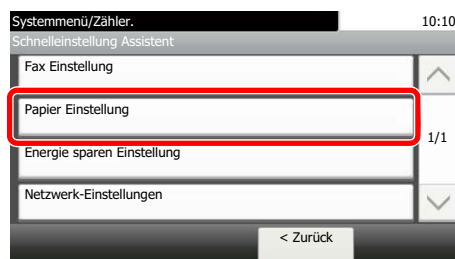 Systemmenü/Zähler.
10:10
Schnelleinstellung Assistent
Fax Einstellung
Papier Einstellung
1/1
Energie sparen Einstellung
Netzwerk-Einstellungen
< Zurück